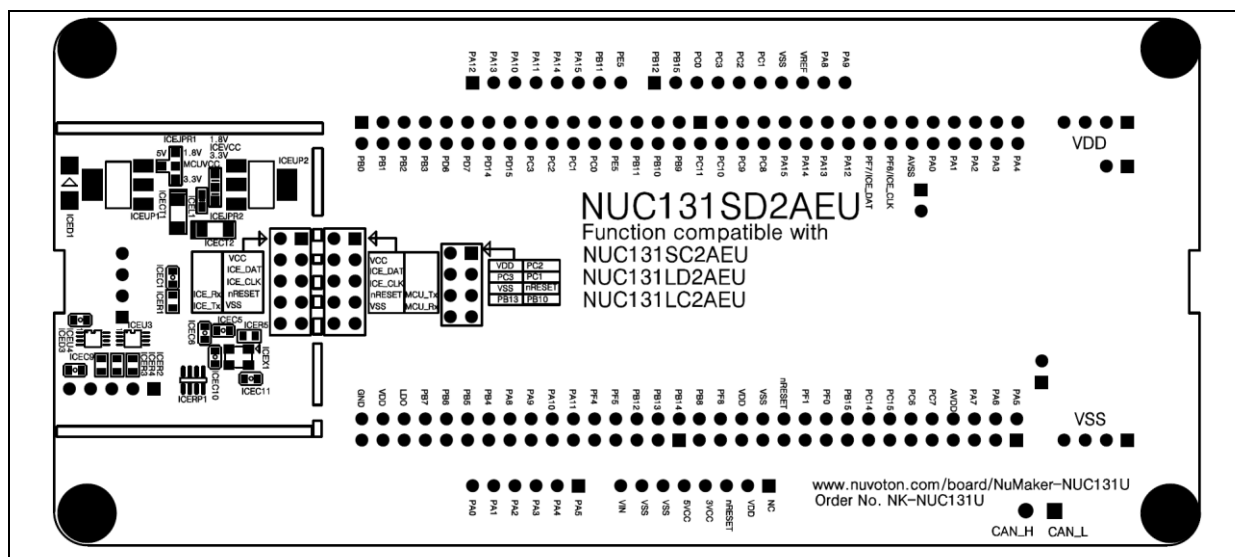 PA12 PA13 PA10 PA11 PA14 PA15 PB11 PE5 PB12 PB15 PC0 PC3 PC2 PC1 VSS VREF PA8 PA9
PB0 PB1 PB2 PB3 PD6 PD7 PD14 PD15 PC3 PC2 PC1 PC0 PE5 PB11 PB10 PB9 PC11 PC10 PC9 PC8 PA15 PA14 PA13 PA12 PF7/ICE_DAT PF6/ICE_CLK AVSS PA0 PA1 PA2 PA3 PA4
VDD
ICEJPR1
5V
1.8V
MCUVCC
3.3V
1.8V
ICEVCC
3.3V
ICEUP2
ICED1
ICEUP1
ICECT1
ICEL1
ICEJPR2
ICECT2
NUC131SD2AEU
Function compatible with
NUC131SC2AEU
NUC131LD2AEU
NUC131LC2AEU
VCC
ICE_DAT
ICE_CLK
ICE_Rx nRESET
ICE_Tx VSS
VCC
ICE_DAT
ICE_CLK
nRESET MCU_Tx
VSS MCU_Rx
VDD PC2
PC3 PC1
VSS nRESET
PB13 PB10
ICEC1
ICER1
ICEU3
ICEU4
ICED3
ICEC9
ICER3
ICER4
ICER2
ICEC6
ICEC5
ICER5
ICEX1
ICEC10
ICEC11
ICERP1
GND VDD LDO PB7 PB6 PB5 PB4 PA8 PA9 PA10 PA11 PF4 PF5 PB12 PB13 PB14 PB8 PF8 VDD VSS nRESET PF1 PF0 PB15 PC14 PC15 PC6 PC7 AVDD PA7 PA6 PA5
VSS
PA0 PA1 PA2 PA3 PA4 PA5 VIN VSS VSS 5VCC 3VCC nRESET VDD NC
www.nuvoton.com/board/NuMaker-NUC131U
Order No. NK-NUC131U
CAN_H CAN_L